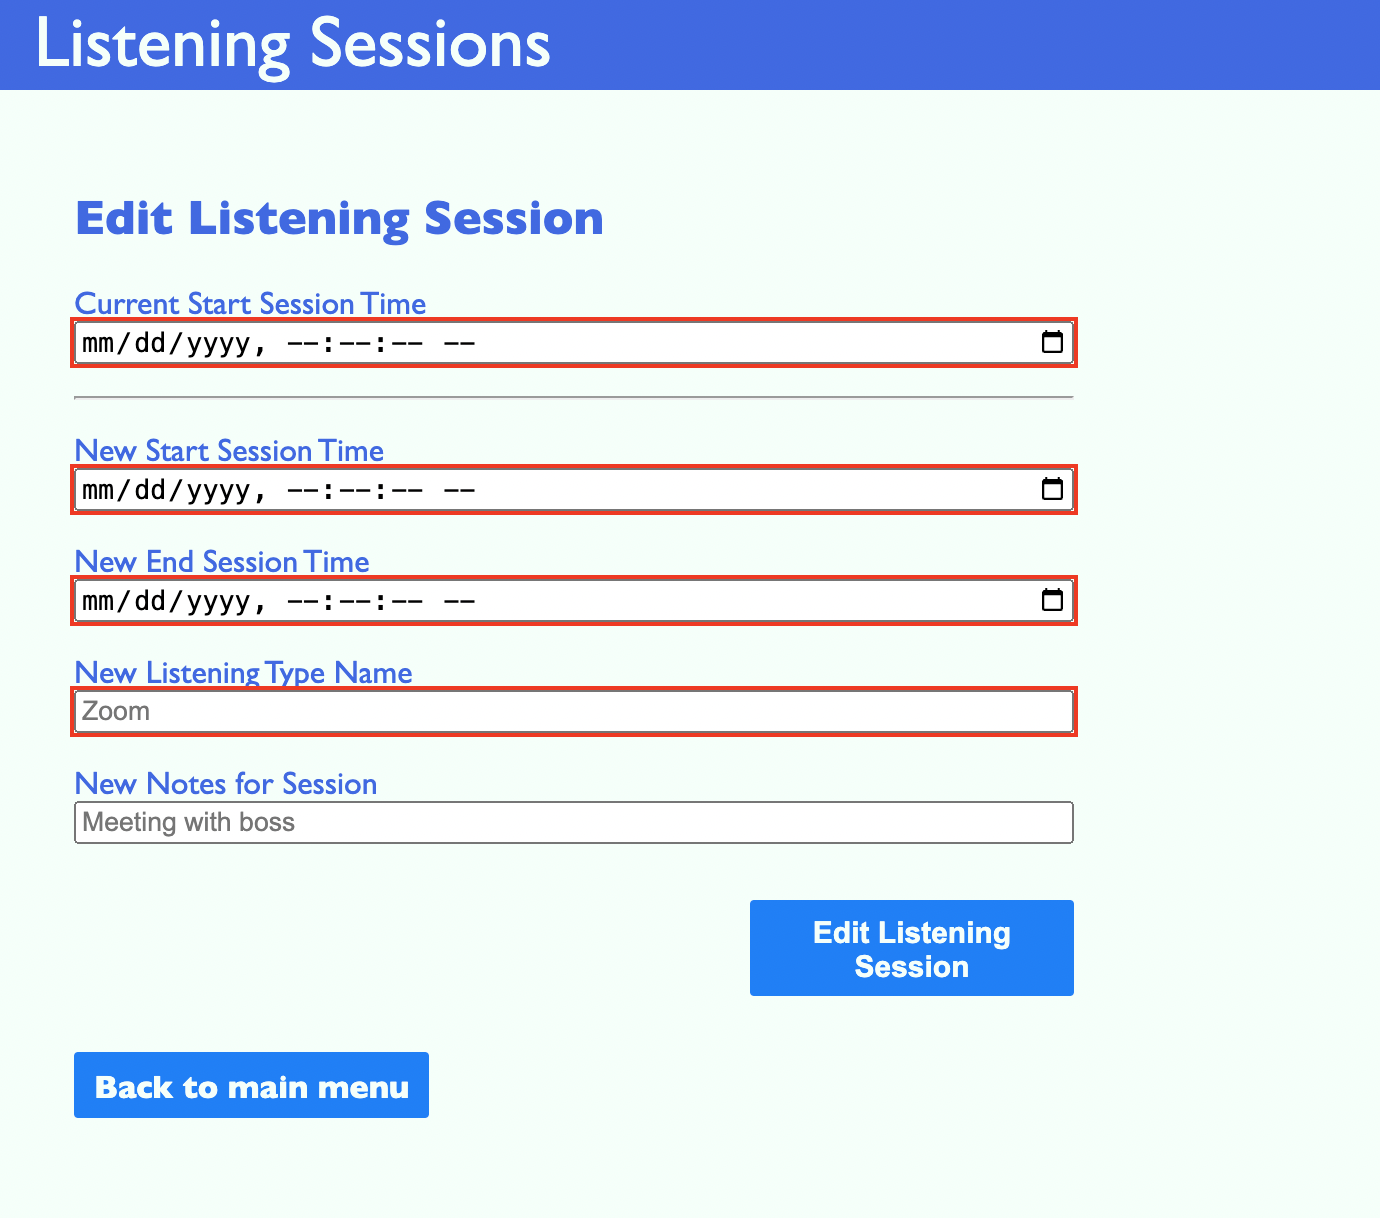 Listening Sessions
Edit Listening Session
Current Start Session Time
mm/dd/yyyy, --:--:-- --
New Start Session Time
mm/dd/yyyy, --:--:-- --
New End Session Time
mm/dd/yyyy, --:--:-- --
New Listening Type Name
Zoom
New Notes for Session
Meeting with boss
Edit Listening
Session
Back to main menu